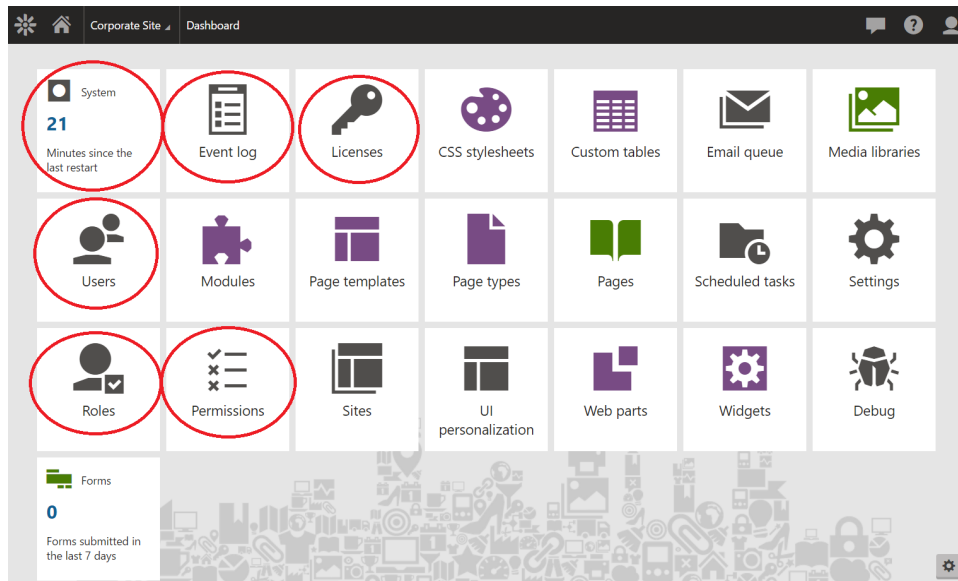 Corporate Site Dashboard
System
21
Minutes since the
last restart
Event log
Licenses
CSS stylesheets
Custom tables
Email queue
Media libraries
Users
Modules
Page templates
Page types
Pages
Scheduled tasks
Settings
Roles
Permissions
Sites
UI
personalization
Web parts
Widgets
Debug
Forms
0
Forms submitted in
the last 7 days